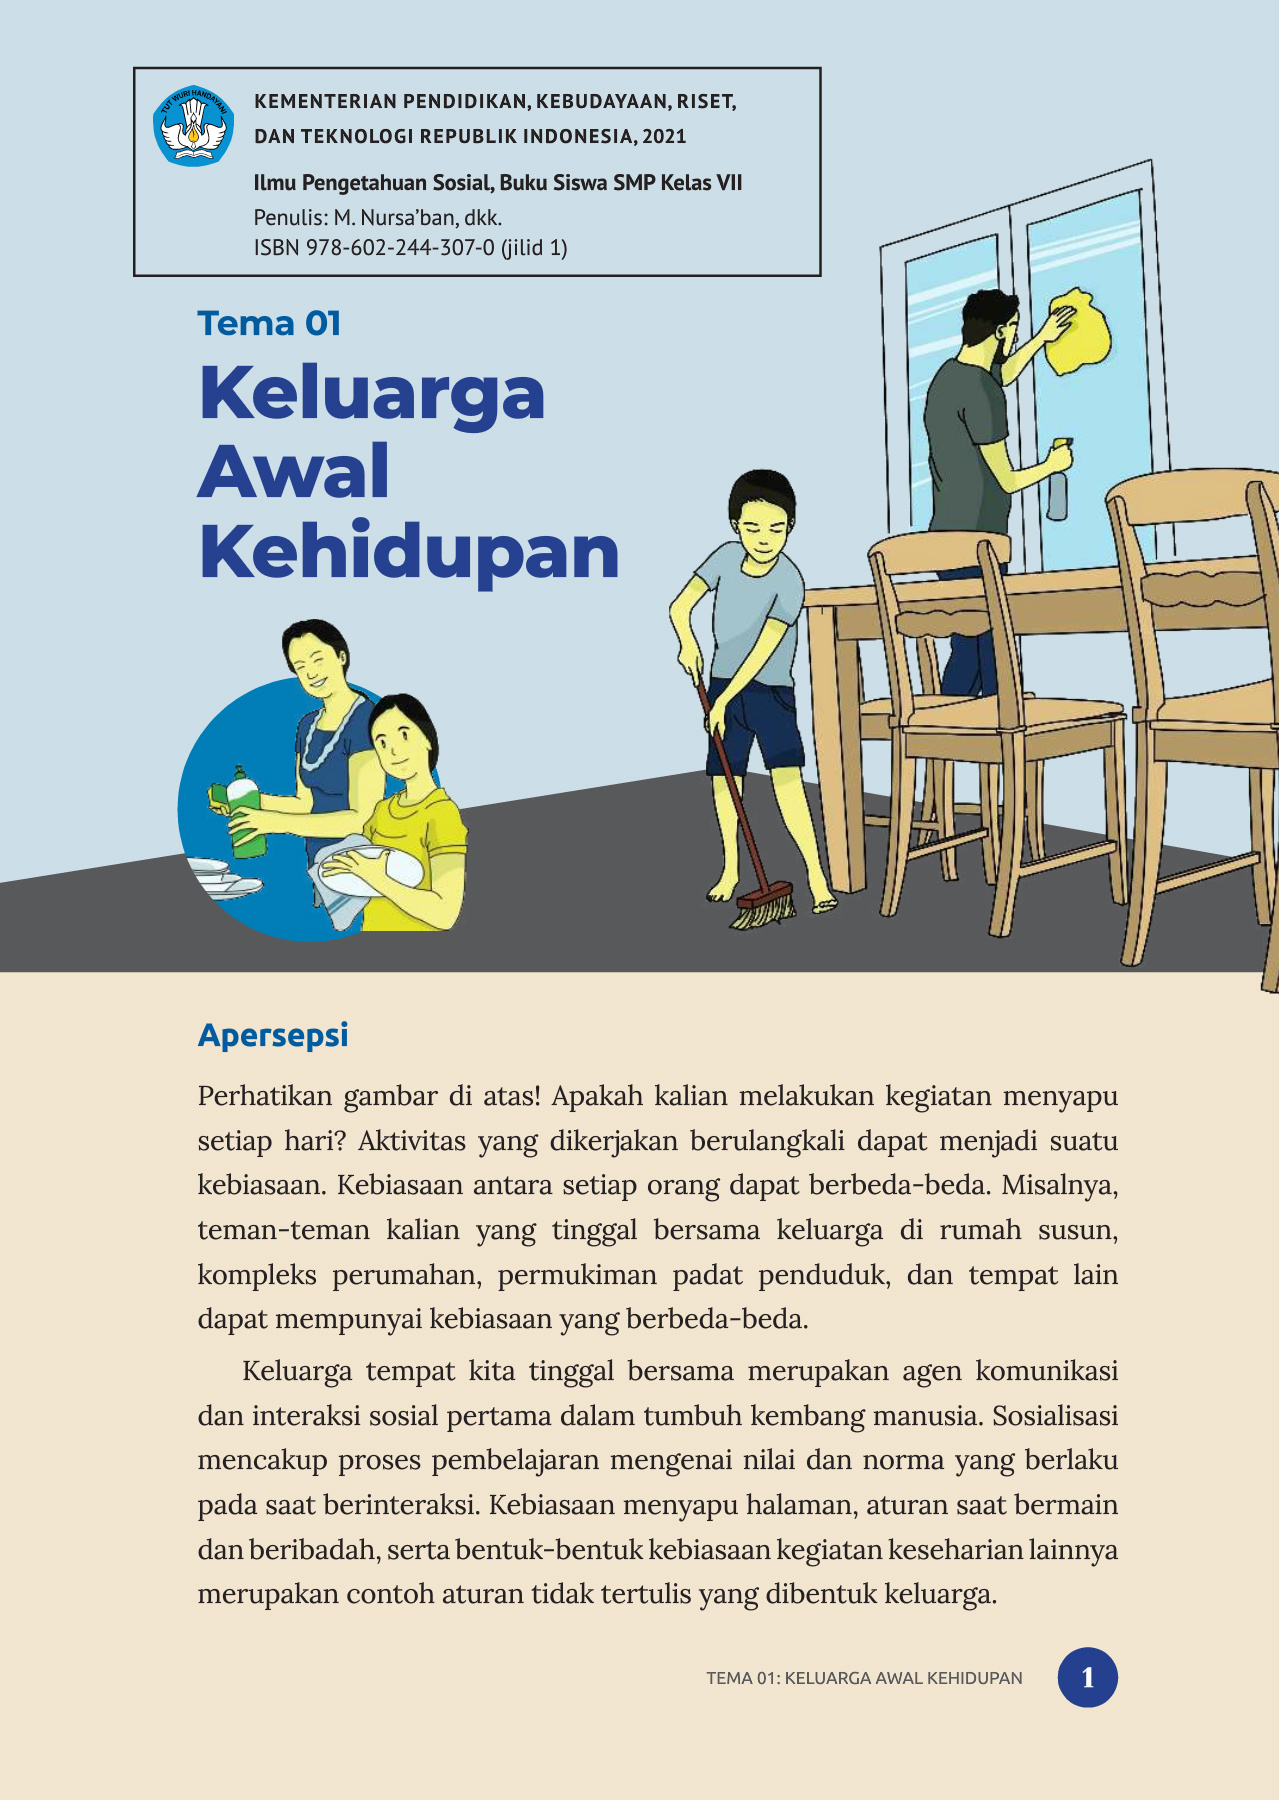 TUT WURI HANDAYANI
KEMENTERIAN PENDIDIKAN, KEBUDAYAAN, RISET,
DAN TEKNOLOGI REPUBLIK INDONESIA, 2021
Ilmu Pengetahuan Sosial, Buku Siswa SMP Kelas VII
Penulis: M. Nursa’ban, dkk.
ISBN 978-602-244-307-0 (jilid 1)
Tema 01
Keluarga
Awal
Kehidupan
Apersepsi
Perhatikan gambar di atas! Apakah kalian melakukan kegiatan menyapu
setiap hari? Aktivitas yang dikerjakan berulangkali dapat menjadi suatu
kebiasaan. Kebiasaan antara setiap orang dapat berbeda-beda. Misalnya,
teman-teman kalian yang tinggal bersama keluarga di rumah susun,
kompleks perumahan, permukiman padat penduduk, dan tempat lain
dapat mempunyai kebiasaan yang berbeda-beda.
Keluarga tempat kita tinggal bersama merupakan agen komunikasi
dan interaksi sosial pertama dalam tumbuh kembang manusia. Sosialisasi
mencakup proses pembelajaran mengenai nilai dan norma yang berlaku
pada saat berinteraksi. Kebiasaan menyapu halaman, aturan saat bermain
dan beribadah, serta bentuk-bentuk kebiasaan kegiatan keseharian lainnya
merupakan contoh aturan tidak tertulis yang dibentuk keluarga.
TEMA 01: KELUARGA AWAL KEHIDUPAN
1